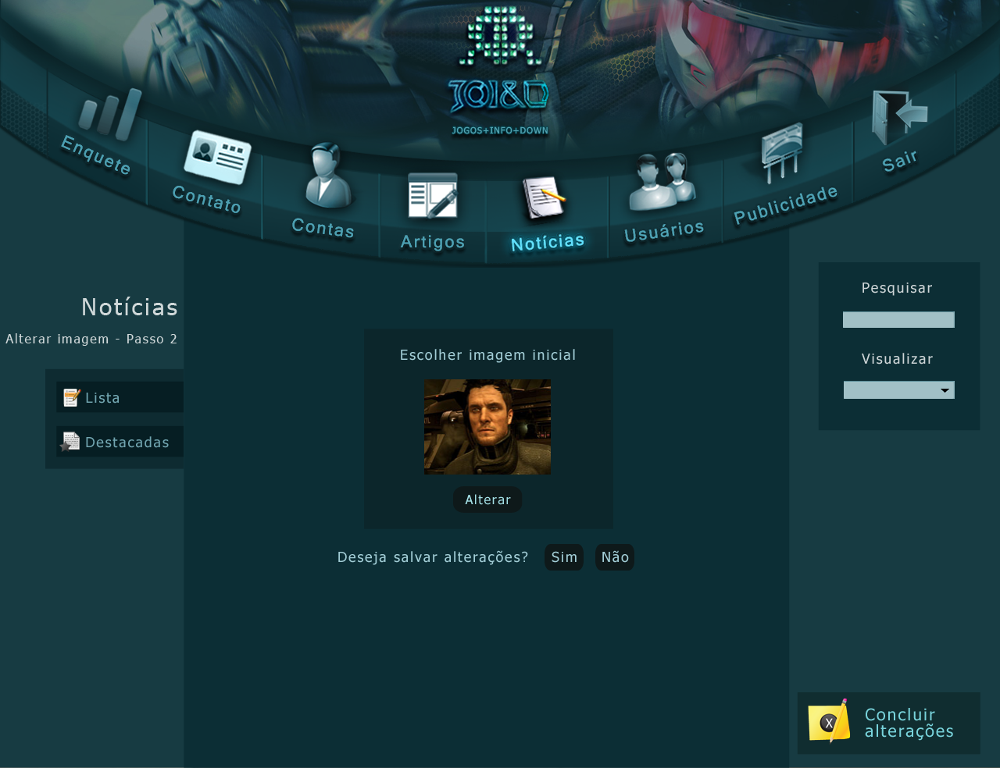 JOI&D
JOGOS+INFO+DOWN
Enquete
Contato
Contas
Artigos
Notícias
Usuários
Publicidade
Sair
Notícias
Alterar imagem - Passo 2
Lista
Destacadas
Escolher imagem inicial
Alterar
Deseja salvar alterações?
Sim
Não
Pesquisar
Visualizar
X
Concluir
alterações